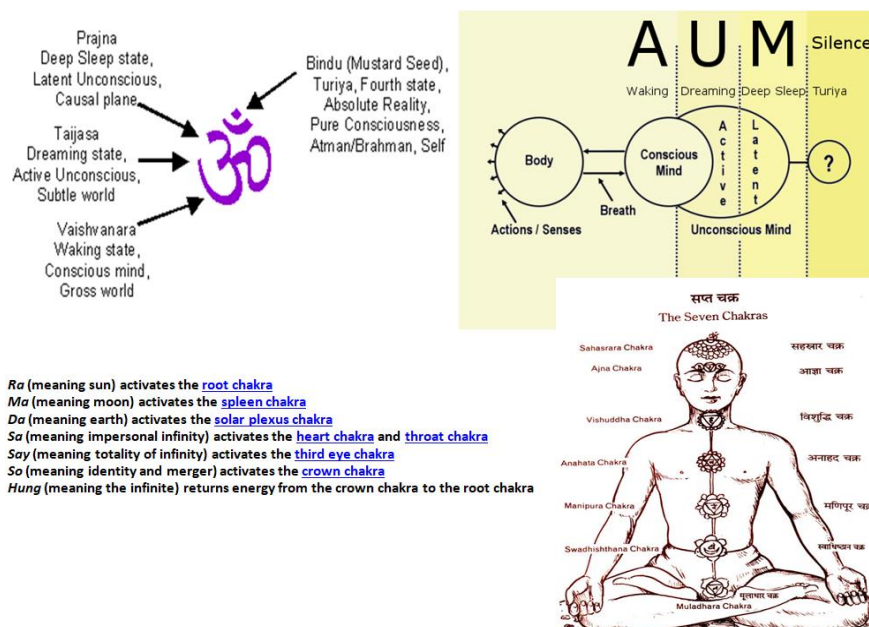 Prajna
Deep Sleep state,
Latent Unconscious,
Causal plane
Taijasa
Dreaming state,
Active Unconscious,
Subtle world
Vaishvanara
Waking state,
Conscious mind,
Gross world
ॐ
Bindu (Mustard Seed),
Turiya, Fourth state,
Absolute Reality,
Pure Consciousness,
Atman/Brahman, Self
A U M Silence
Waking Dreaming Deep Sleep Turiya
Body
Conscious
Mind
Active
Latent
?
Breath
Actions / Senses
Unconscious Mind
Ra (meaning sun) activates the root chakra
Ma (meaning moon) activates the spleen chakra
Da (meaning earth) activates the solar plexus chakra
Sa (meaning impersonal infinity) activates the heart chakra and throat chakra
Say (meaning totality of infinity) activates the third eye chakra
So (meaning identity and merger) activates the crown chakra
Hung (meaning the infinite) returns energy from the crown chakra to the root chakra
सप्त चक्र
The Seven Chakras
Sahasrara Chakra सहस्रार चक्र
Ajna Chakra आज्ञा चक्र
Vishuddha Chakra विशुद्धि चक्र
Anahata Chakra अनाहद चक्र
Manipura Chakra मणिपूर चक्र
Swadhishthana Chakra स्वाधिष्ठान चक्र
मूलाधार चक्र
Muladhara Chakra